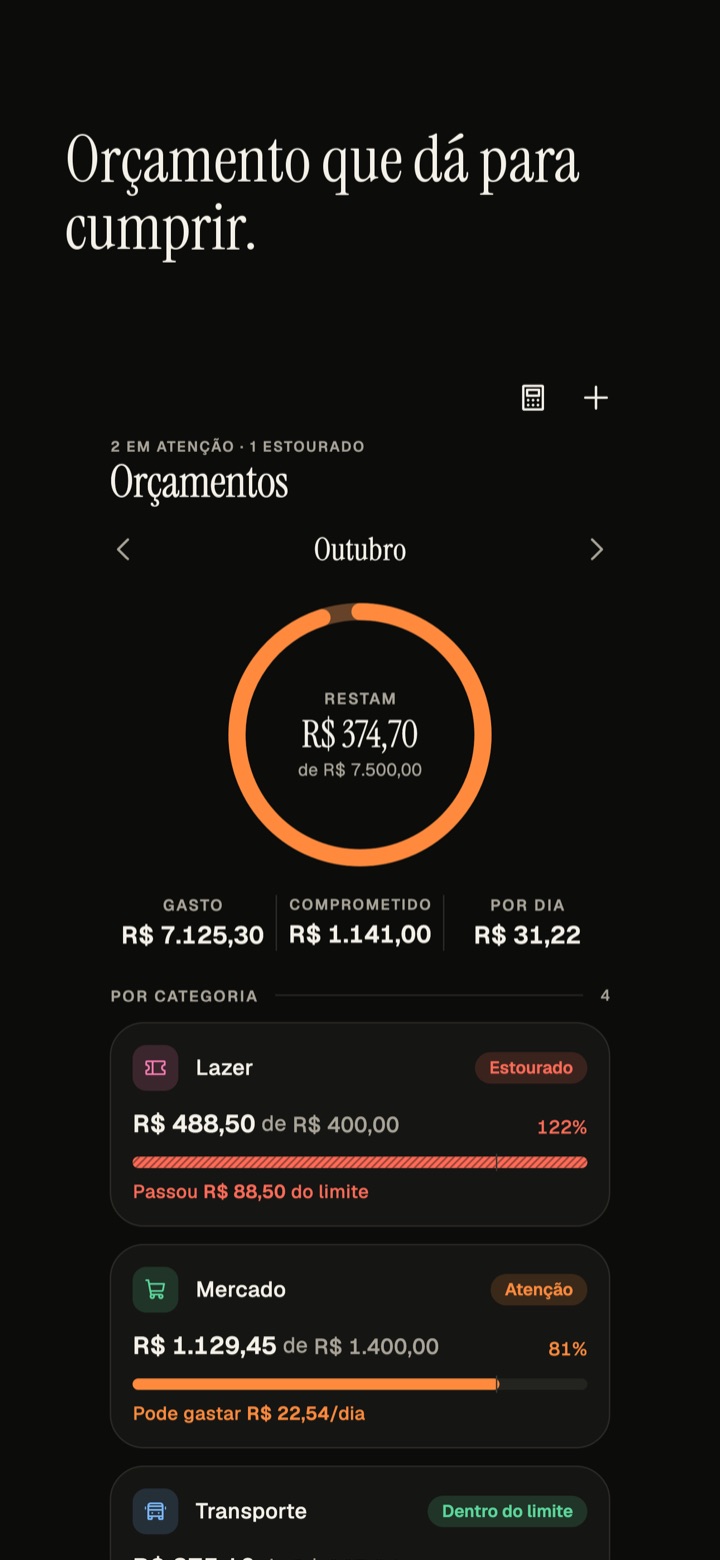 Orçamento que dá para
cumprir.
2 EM ATENÇÃO · 1 ESTOURADO
Orçamentos
Outubro
RESTAM
R$ 374,70
de R$ 7.500,00
GASTO COMPROMETIDO POR DIA
R$ 7.125,30 R$ 1.141,00 R$ 31,22
POR CATEGORIA 4
Lazer Estourado
R$ 488,50 de R$ 400,00 122%
Passou R$ 88,50 do limite
Mercado Atenção
R$ 1.129,45 de R$ 1.400,00 81%
Pode gastar R$ 22,54/dia
Transporte Dentro do limite